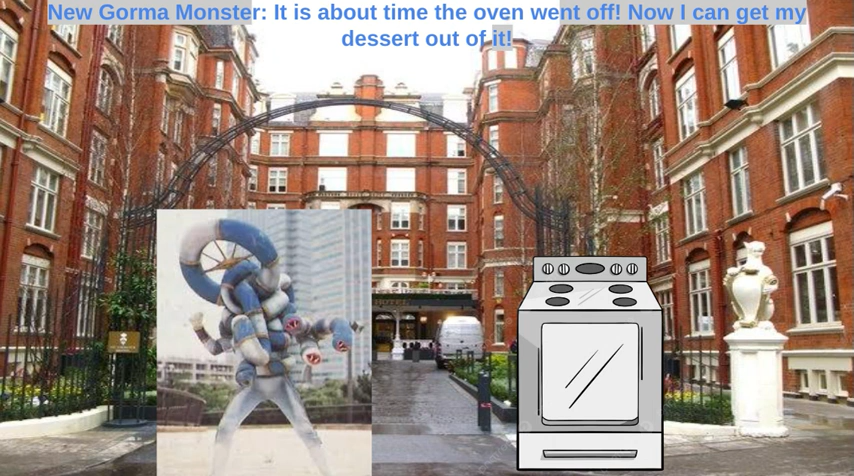 New Gorma Monster: It is about time the oven went off! Now I can get my
dessert out of it!
HOTEL